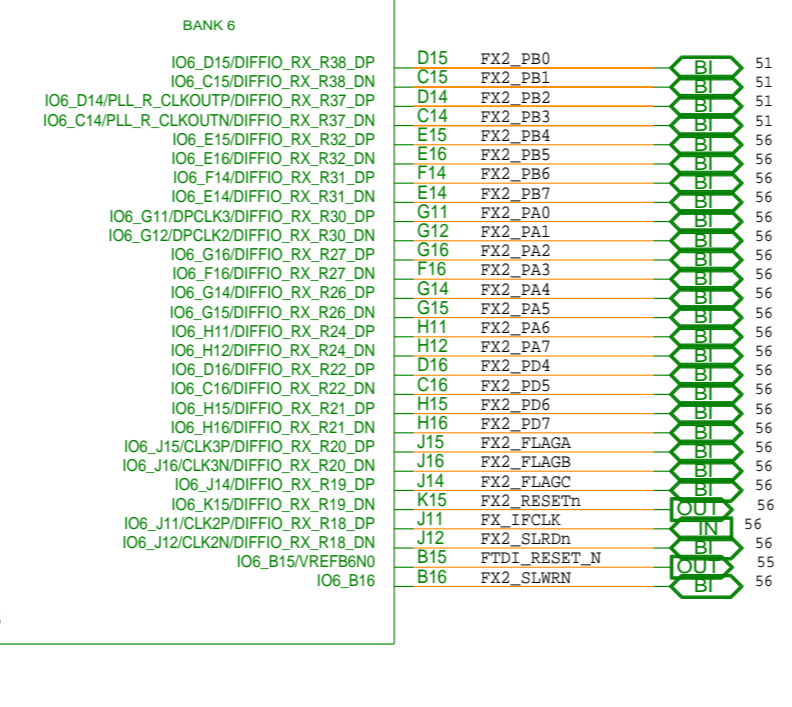 BANK 6
IO6_D15/DIFFIO_RX_R38_DP D15 FX2_PB0 BI 51
IO6_C15/DIFFIO_RX_R38_DN C15 FX2_PB1 BI 51
IO6_D14/PLL_R_CLKOUTP/DIFFIO_RX_R37_DP D14 FX2_PB2 BI 51
IO6_C14/PLL_R_CLKOUTN/DIFFIO_RX_R37_DN C14 FX2_PB3 BI 51
IO6_E15/DIFFIO_RX_R32_DP E15 FX2_PB4 BI 56
IO6_E16/DIFFIO_RX_R32_DN E16 FX2_PB5 BI 56
IO6_F14/DIFFIO_RX_R31_DP F14 FX2_PB6 BI 56
IO6_E14/DIFFIO_RX_R31_DN E14 FX2_PB7 BI 56
IO6_G11/DPCLK3/DIFFIO_RX_R30_DP G11 FX2_PA0 BI 56
IO6_G12/DPCLK2/DIFFIO_RX_R30_DN G12 FX2_PA1 BI 56
IO6_G16/DIFFIO_RX_R27_DP G16 FX2_PA2 BI 56
IO6_F16/DIFFIO_RX_R27_DN F16 FX2_PA3 BI 56
IO6_G14/DIFFIO_RX_R26_DP G14 FX2_PA4 BI 56
IO6_G15/DIFFIO_RX_R26_DN G15 FX2_PA5 BI 56
IO6_H11/DIFFIO_RX_R24_DP H11 FX2_PA6 BI 56
IO6_H12/DIFFIO_RX_R24_DN H12 FX2_PA7 BI 56
IO6_D16/DIFFIO_RX_R22_DP D16 FX2_PD4 BI 56
IO6_C16/DIFFIO_RX_R22_DN C16 FX2_PD5 BI 56
IO6_H15/DIFFIO_RX_R21_DP H15 FX2_PD6 BI 56
IO6_H16/DIFFIO_RX_R21_DN H16 FX2_PD7 BI 56
IO6_J15/CLK3P/DIFFIO_RX_R20_DP J15 FX2_FLAGA BI 56
IO6_J16/CLK3N/DIFFIO_RX_R20_DN J16 FX2_FLAGB BI 56
IO6_J14/DIFFIO_RX_R19_DP J14 FX2_FLAGC BI 56
IO6_K15/DIFFIO_RX_R19_DN K15 FX2_RESETn OUT 56
IO6_J11/CLK2P/DIFFIO_RX_R18_DP J11 FX_IFCLK IN 56
IO6_J12/CLK2N/DIFFIO_RX_R18_DN J12 FX2_SLRDn BI 56
IO6_B15/VREFB6N0 B15 FTDI_RESET_N OUT 55
IO6_B16 B16 FX2_SLWRN BI 56